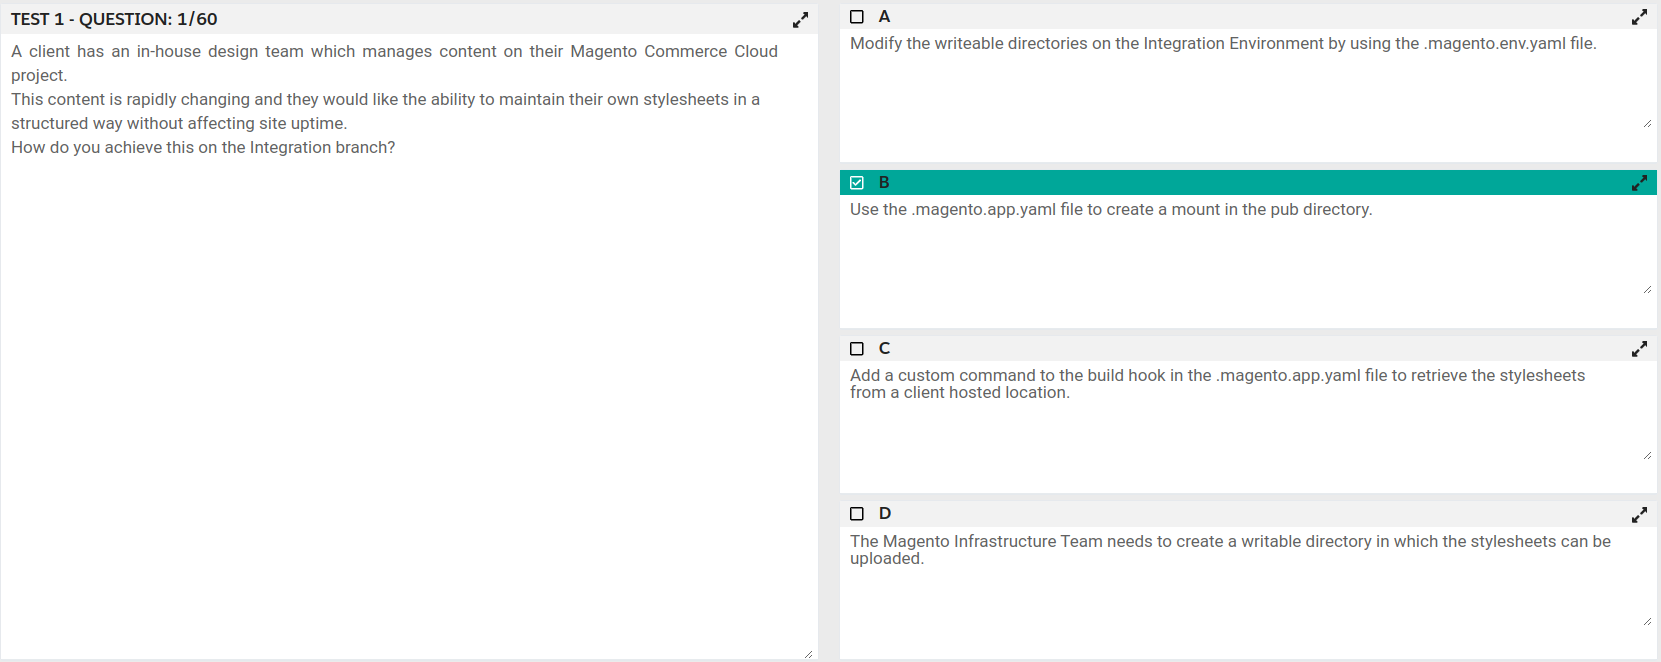 TEST 1 - QUESTION: 1/60
A client has an in-house design team which manages content on their Magento Commerce Cloud
project.
This content is rapidly changing and they would like the ability to maintain their own stylesheets in a
structured way without affecting site uptime.
How do you achieve this on the Integration branch?
A
Modify the writeable directories on the Integration Environment by using the .magento.env.yaml file.
B
Use the .magento.app.yaml file to create a mount in the pub directory.
C
Add a custom command to the build hook in the .magento.app.yaml file to retrieve the stylesheets
from a client hosted location.
D
The Magento Infrastructure Team needs to create a writable directory in which the stylesheets can be
uploaded.